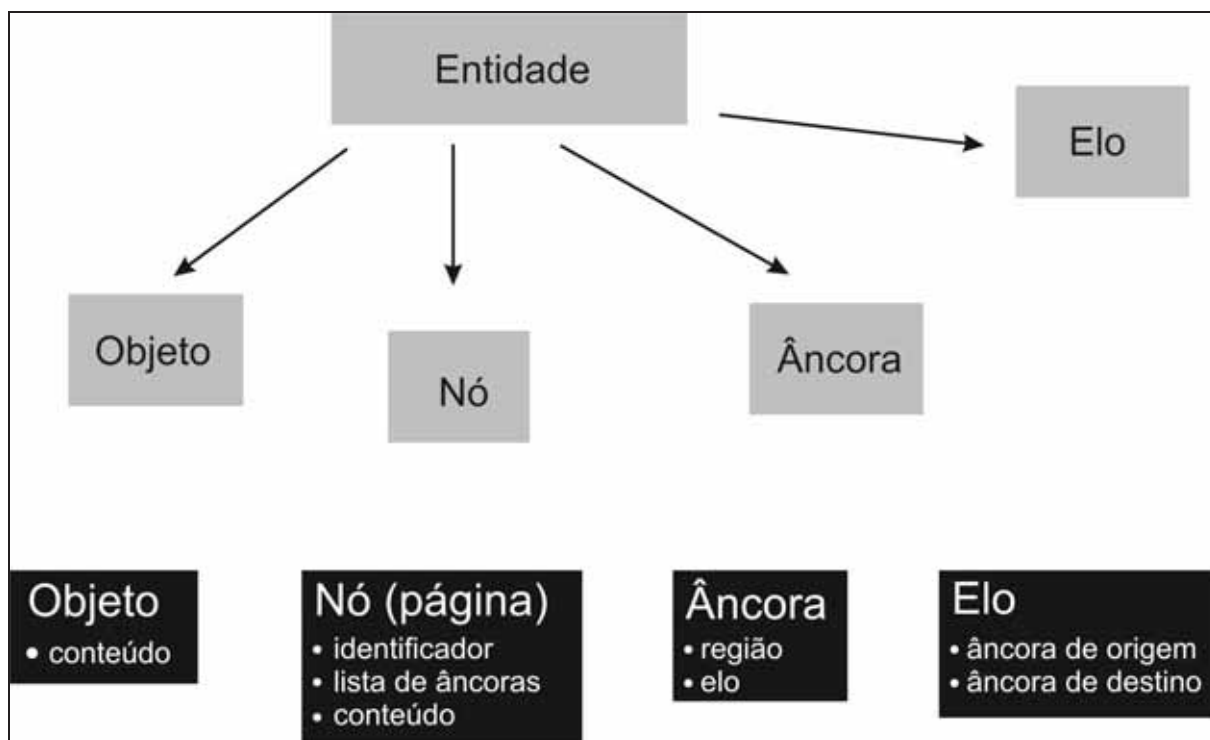 Entidade
Elo
Objeto
Nó
Âncora
Objeto
• conteúdo
Nó (página)
• identificador
• lista de âncoras
• conteúdo
Âncora
• região
• elo
Elo
• âncora de origem
• âncora de destino